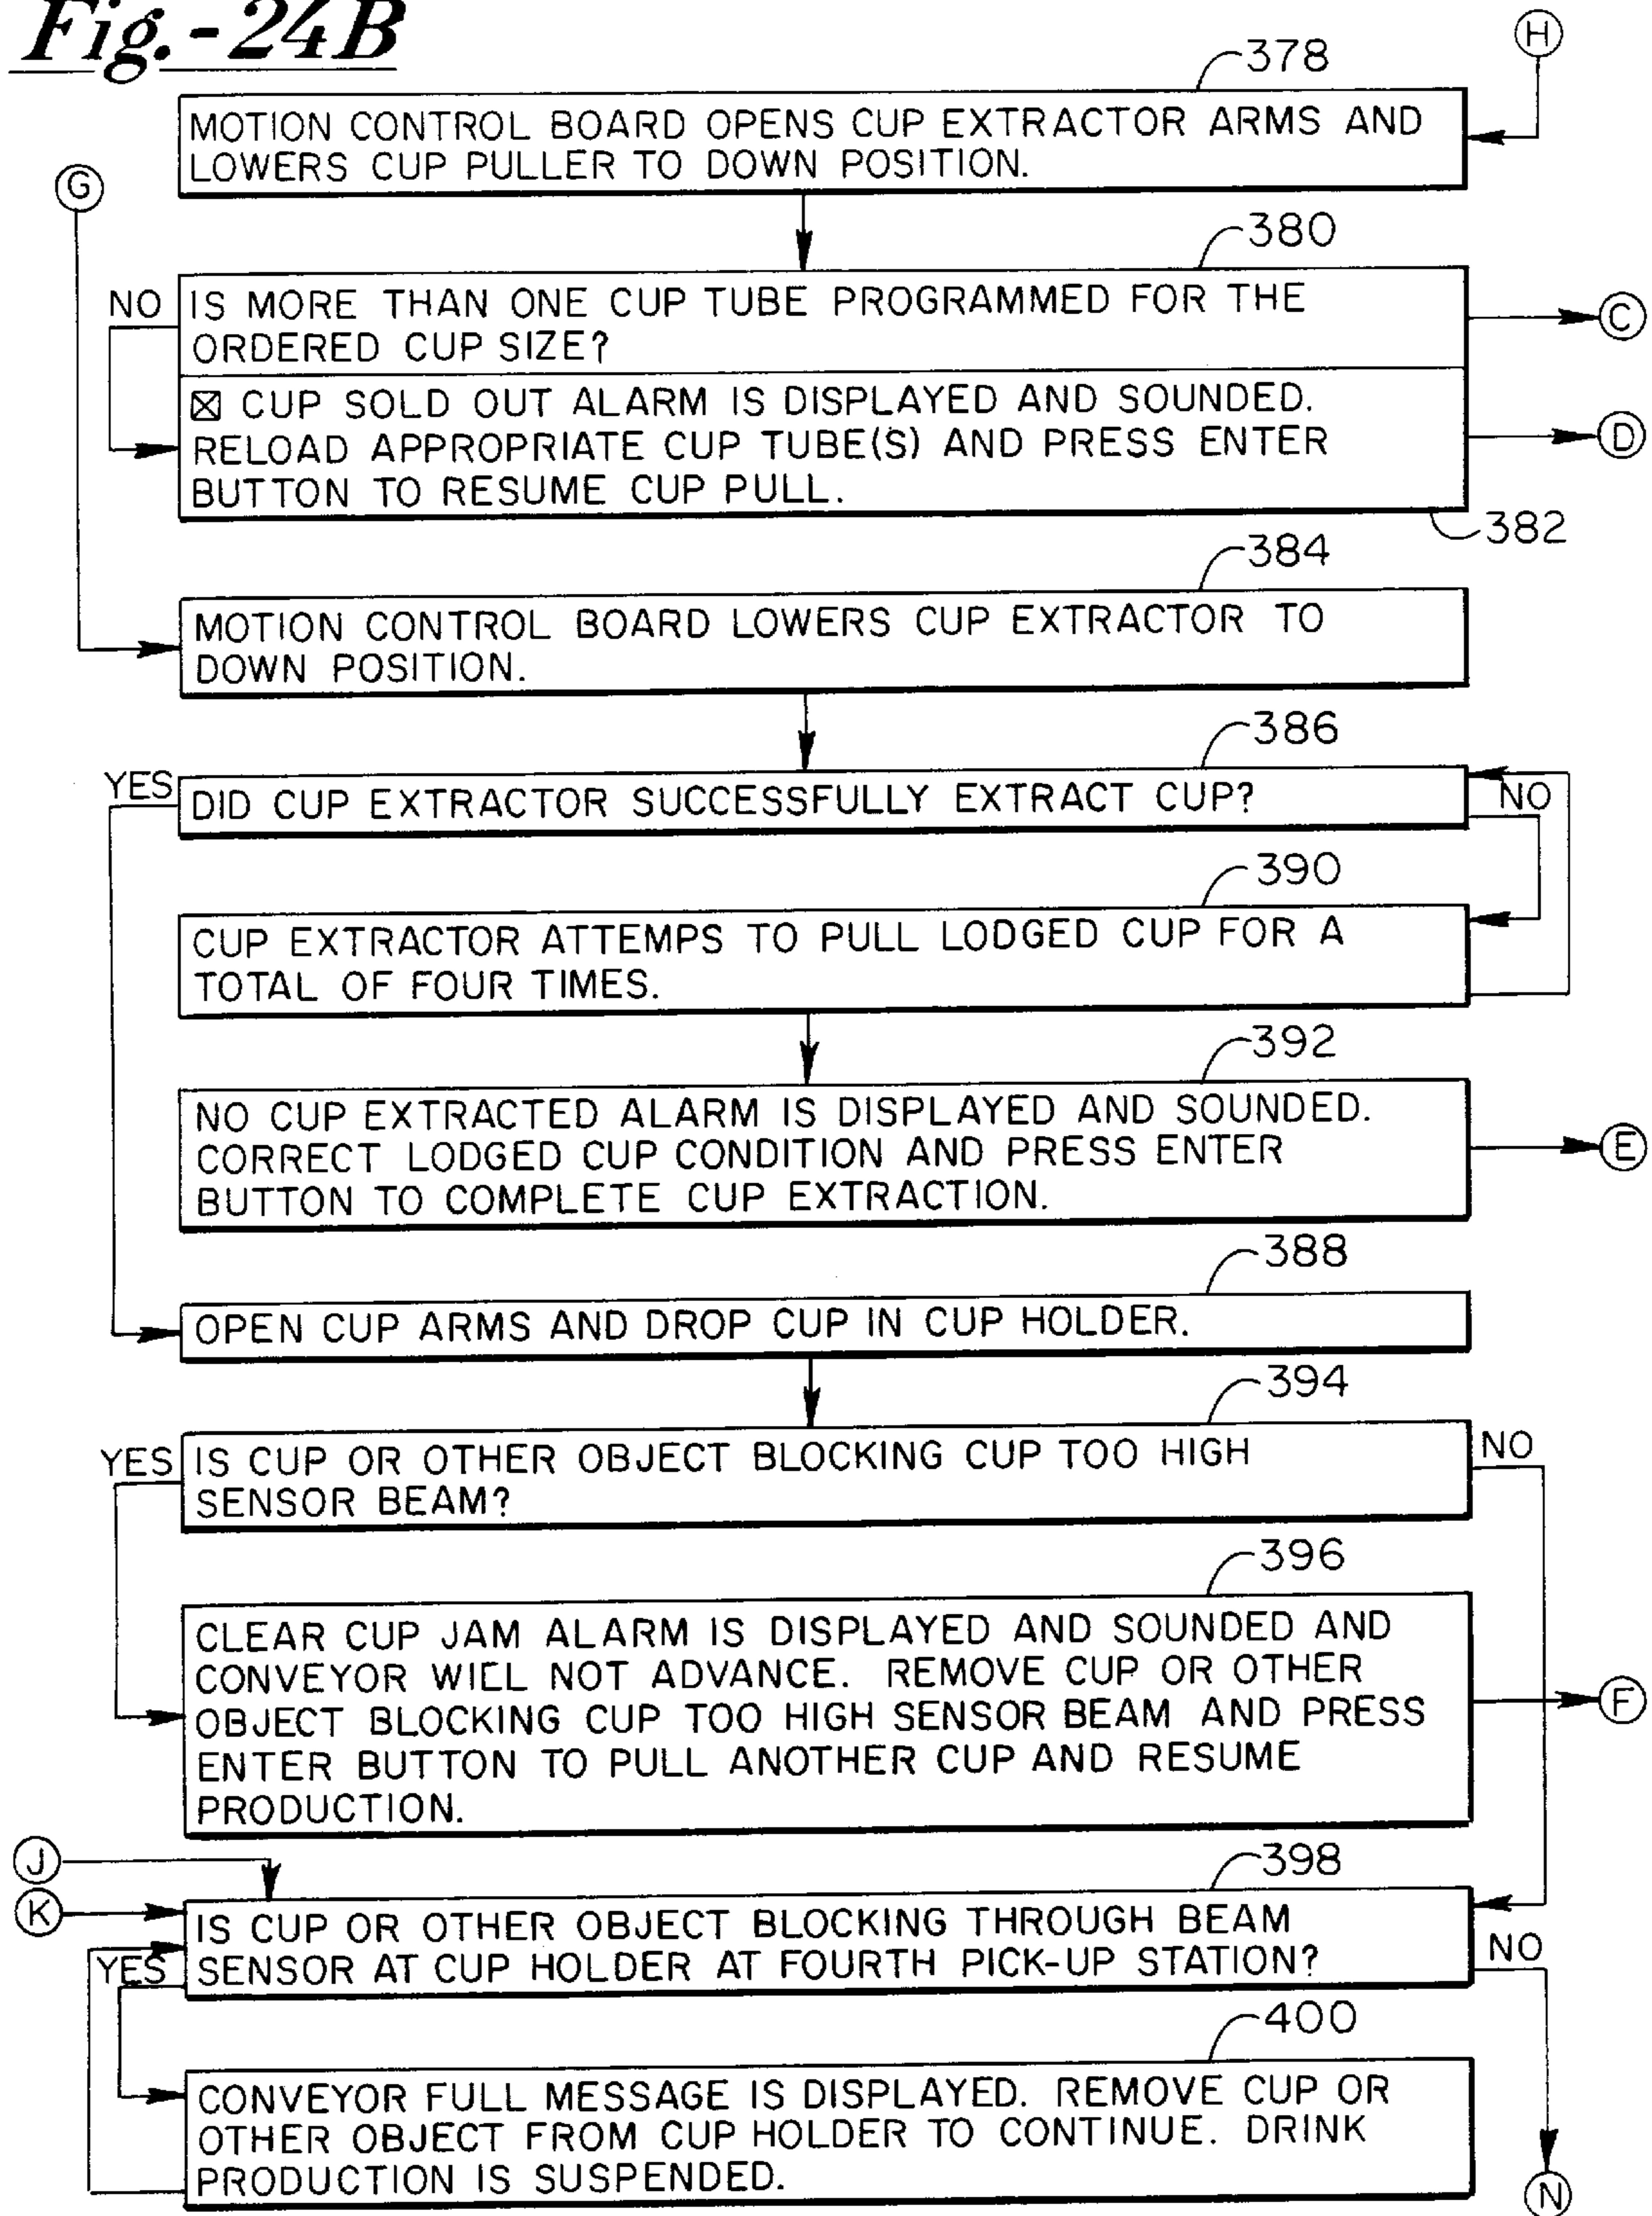 Fig.-24B
H
378
MOTION CONTROL BOARD OPENS CUP EXTRACTOR ARMS AND
LOWERS CUP PULLER TO DOWN POSITION.
G
380
NO
IS MORE THAN ONE CUP TUBE PROGRAMMED FOR THE
ORDERED CUP SIZE?
C
☒ CUP SOLD OUT ALARM IS DISPLAYED AND SOUNDED.
RELOAD APPROPRIATE CUP TUBE(S) AND PRESS ENTER
BUTTON TO RESUME CUP PULL.
D
382
384
MOTION CONTROL BOARD LOWERS CUP EXTRACTOR TO
DOWN POSITION.
386
YES
DID CUP EXTRACTOR SUCCESSFULLY EXTRACT CUP?
NO
390
CUP EXTRACTOR ATTEMPS TO PULL LODGED CUP FOR A
TOTAL OF FOUR TIMES.
392
NO CUP EXTRACTED ALARM IS DISPLAYED AND SOUNDED.
CORRECT LODGED CUP CONDITION AND PRESS ENTER
BUTTON TO COMPLETE CUP EXTRACTION.
E
388
OPEN CUP ARMS AND DROP CUP IN CUP HOLDER.
394
YES
IS CUP OR OTHER OBJECT BLOCKING CUP TOO HIGH
SENSOR BEAM?
NO
396
CLEAR CUP JAM ALARM IS DISPLAYED AND SOUNDED AND
CONVEYOR WILL NOT ADVANCE. REMOVE CUP OR OTHER
OBJECT BLOCKING CUP TOO HIGH SENSOR BEAM AND PRESS
ENTER BUTTON TO PULL ANOTHER CUP AND RESUME
PRODUCTION.
F
J
398
K
IS CUP OR OTHER OBJECT BLOCKING THROUGH BEAM
SENSOR AT CUP HOLDER AT FOURTH PICK-UP STATION?
YES
NO
400
CONVEYOR FULL MESSAGE IS DISPLAYED. REMOVE CUP OR
OTHER OBJECT FROM CUP HOLDER TO CONTINUE. DRINK
PRODUCTION IS SUSPENDED.
N